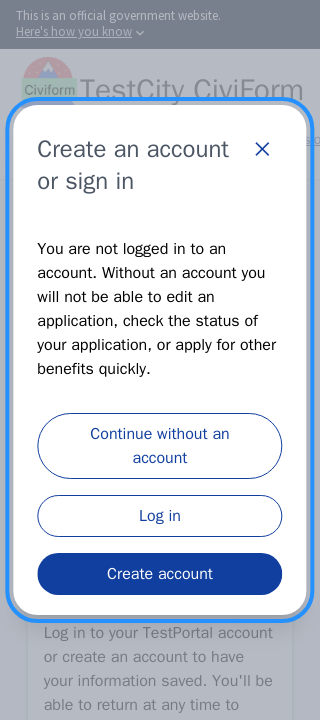 This is an official government website.
Here's how you know
Civiform
TestCity CiviForm
Create an account
or sign in
You are not logged in to an
account. Without an account you
will not be able to edit an
application, check the status of
your application, or apply for other
benefits quickly.
Continue without an
account
Log in
Create account
Log in to your TestPortal account
or create an account to have
your information saved. You'll be
able to return at any time to